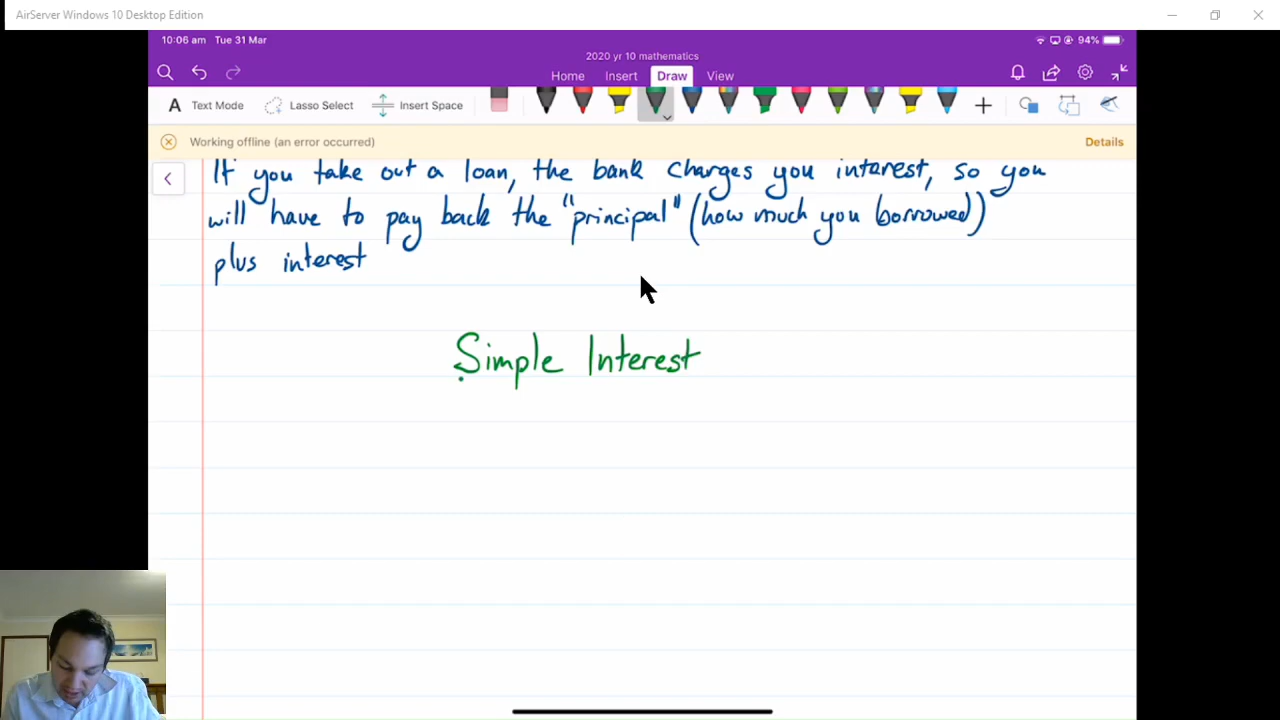 AirServer Windows 10 Desktop Edition
10:06 am Tue 31 Mar
94%
2020 yr 10 mathematics
Home Insert Draw View
A Text Mode Lasso Select Insert Space
Working offline (an error occurred) Details
If you take out a loan, the bank charges you interest, so you
will have to pay back the "principal" (how much you borrowed)
plus interest
Simple Interest